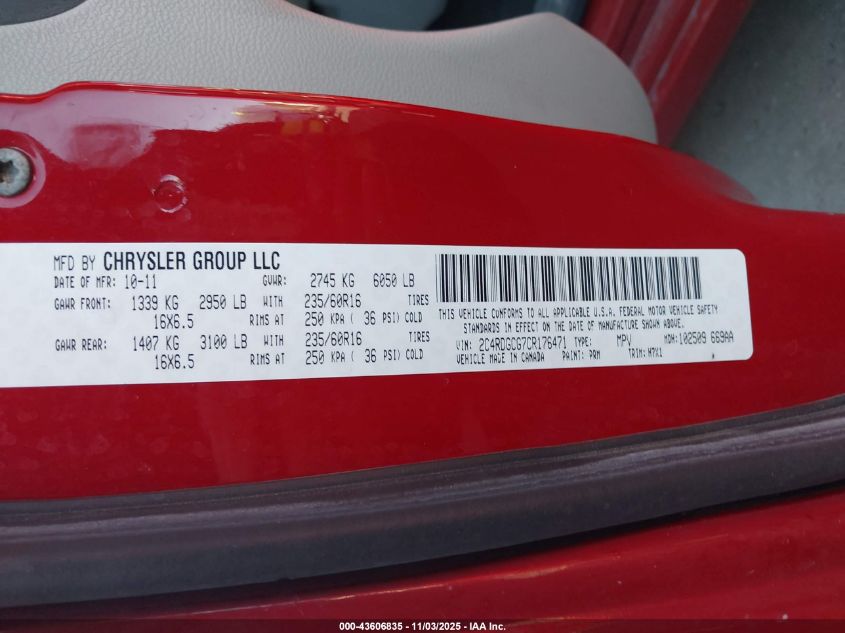 MFD BY CHRYSLER GROUP LLC
DATE OF MFR: 10-11 GVWR: 2745 KG 6050 LB
GAWR FRONT: 1339 KG 2950 LB WITH 235/60R16 TIRES
16X6.5 RIMS AT 250 KPA ( 36 PSI) COLD
GAWR REAR: 1407 KG 3100 LB WITH 235/60R16 TIRES
16X6.5 RIMS AT 250 KPA ( 36 PSI) COLD
THIS VEHICLE CONFORMS TO ALL APPLICABLE U.S.A. FEDERAL MOTOR VEHICLE SAFETY
STANDARDS IN EFFECT ON THE DATE OF MANUFACTURE SHOWN ABOVE.
VIN: 2C4RDGCG7CR176471 TYPE: MPV MDH: 102509 669AA
VEHICLE MADE IN CANADA PAINT: PRM TRIM: H7X1
000-43606835 - 11/03/2025 - IAA Inc.